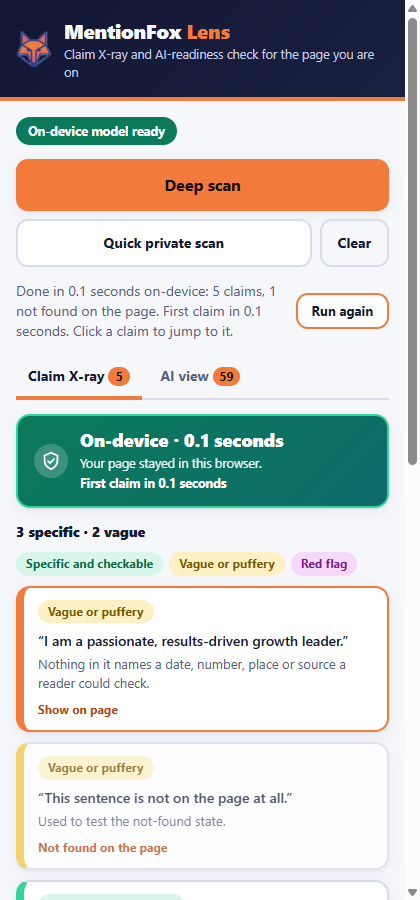 MentionFox Lens
Claim X-ray and AI-readiness check for the page you are
on
On-device model ready
Deep scan
Quick private scan
Clear
Done in 0.1 seconds on-device: 5 claims, 1
not found on the page. First claim in 0.1
seconds. Click a claim to jump to it.
Run again
Claim X-ray 5
AI view 59
On-device · 0.1 seconds
Your page stayed in this browser.
First claim in 0.1 seconds
3 specific · 2 vague
Specific and checkable
Vague or puffery
Red flag
Vague or puffery
“I am a passionate, results-driven growth leader.”
Nothing in it names a date, number, place or source a
reader could check.
Show on page
Vague or puffery
“This sentence is not on the page at all.”
Used to test the not-found state.
Not found on the page